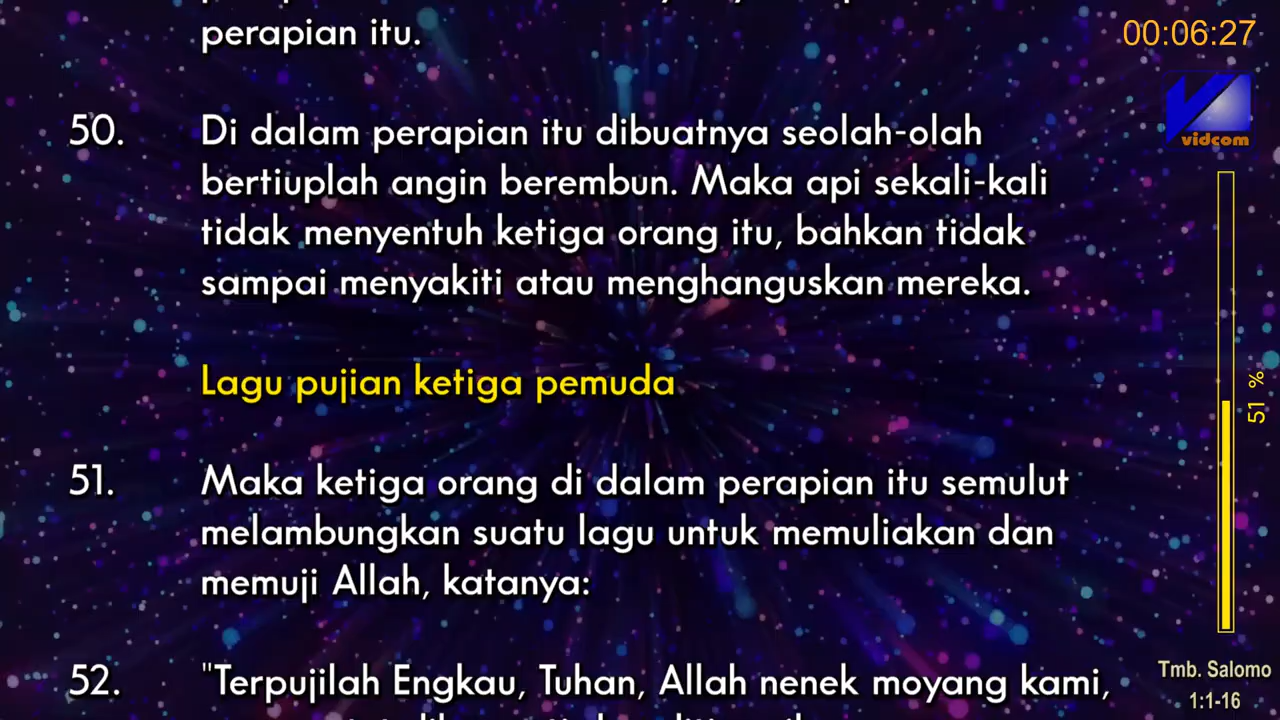 perapian itu.
00:06:27
vidcom
50. Di dalam perapian itu dibuatnya seolah-olah
bertiuplah angin berembun. Maka api sekali-kali
tidak menyentuh ketiga orang itu, bahkan tidak
sampai menyakiti atau menghanguskan mereka.
Lagu pujian ketiga pemuda
51 %
51. Maka ketiga orang di dalam perapian itu semulut
melambungkan suatu lagu untuk memuliakan dan
memuji Allah, katanya:
52. "Terpujilah Engkau, Tuhan, Allah nenek moyang kami,
Tmb. Salomo
1:1-16